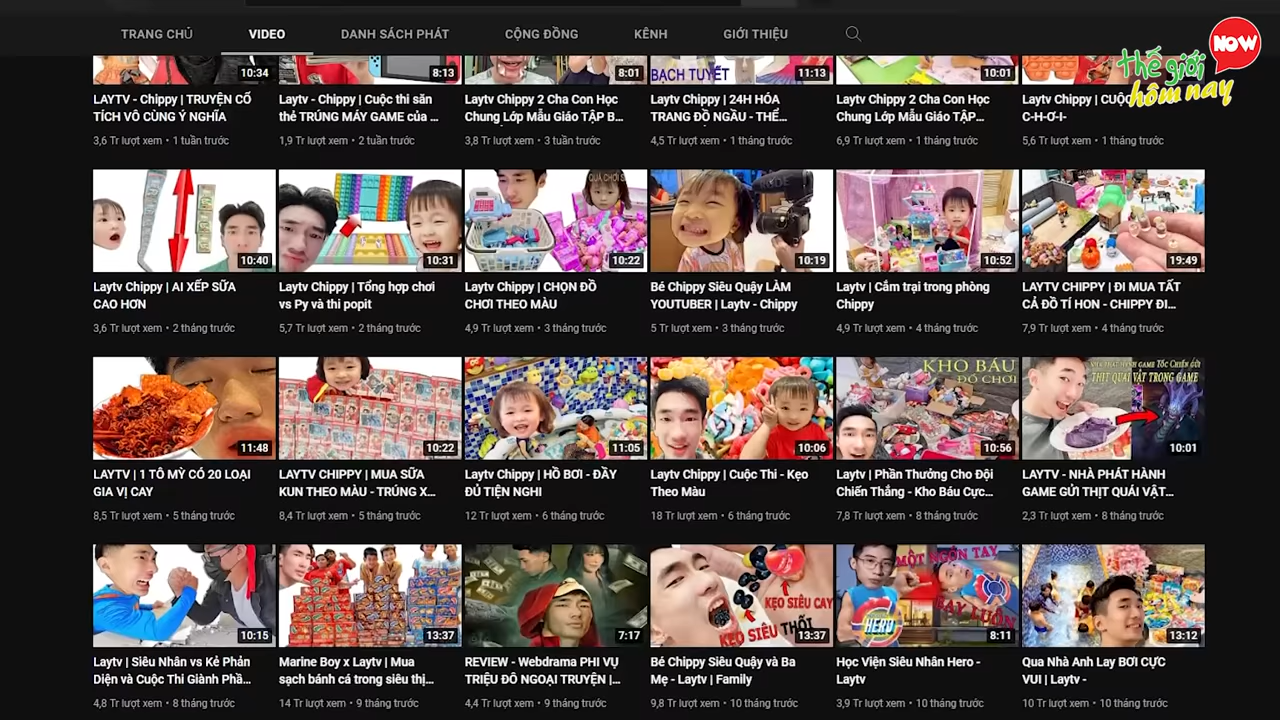 TRANG CHỦ
VIDEO
DANH SÁCH PHÁT
CỘNG ĐỒNG
KÊNH
GIỚI THIỆU
NOW
thế giới
hôm nay
10:34
8:13
8:01
BẠCH TUYẾT
11:13
10:01
LAYTV - Chippy | TRUYỆN CỔ
TÍCH VÔ CÙNG Ý NGHĨA
3,6 Tr lượt xem • 1 tuần trước
Laytv - Chippy | Cuộc thi săn
thẻ TRÚNG MÁY GAME của ...
1,9 Tr lượt xem • 2 tuần trước
Laytv Chippy 2 Cha Con Học
Chung Lớp Mẫu Giáo TẬP B...
3,8 Tr lượt xem • 3 tuần trước
Laytv Chippy | 24H HÓA
TRANG ĐỒ NGẦU - THẾ...
4,5 Tr lượt xem • 1 tháng trước
Laytv Chippy 2 Cha Con Học
Chung Lớp Mẫu Giáo TẬP...
6,9 Tr lượt xem • 1 tháng trước
Laytv Chippy | CUỘC
C-H-Ơ-I-
5,6 Tr lượt xem • 1 tháng trước
10:40
10:31
10:22
10:19
10:52
19:49
Laytv Chippy | AI XẾP SỮA
CAO HƠN
3,6 Tr lượt xem • 2 tháng trước
Laytv Chippy | Tổng hợp chơi
vs Py và thi popit
5,7 Tr lượt xem • 2 tháng trước
Laytv Chippy | CHỌN ĐỒ
CHƠI THEO MÀU
4,9 Tr lượt xem • 3 tháng trước
Bé Chippy Siêu Quậy LÀM
YOUTUBER | Laytv - Chippy
5 Tr lượt xem • 3 tháng trước
Laytv | Cắm trại trong phòng
Chippy
4,9 Tr lượt xem • 4 tháng trước
LAYTV CHIPPY | ĐI MUA TẤT
CẢ ĐỒ TÍ HON - CHIPPY ĐI...
7,9 Tr lượt xem • 4 tháng trước
11:48
10:22
11:05
10:06
KHO BÁU
ĐỒ CHƠI
10:56
THỊT QUÁI VẬT TRONG GAME
10:01
LAYTV | 1 TÔ MỲ CÓ 20 LOẠI
GIA VỊ CAY
8,5 Tr lượt xem • 5 tháng trước
LAYTV CHIPPY | MUA SỮA
KUN THEO MÀU - TRÚNG X...
8,4 Tr lượt xem • 5 tháng trước
Laytv Chippy | HỒ BƠI - ĐẦY
ĐỦ TIỆN NGHI
12 Tr lượt xem • 6 tháng trước
Laytv Chippy | Cuộc Thi - Kẹo
Theo Màu
18 Tr lượt xem • 6 tháng trước
Laytv | Phần Thưởng Cho Đội
Chiến Thắng - Kho Báu Cực...
7,8 Tr lượt xem • 8 tháng trước
LAYTV - NHÀ PHÁT HÀNH
GAME GỬI THỊT QUÁI VẬT...
2,3 Tr lượt xem • 8 tháng trước
10:15
13:37
7:17
KẸO SIÊU CAY
KẸO SIÊU THỐI
13:37
MỘT NGÓN TAY
BAY LUÔN
HERO
8:11
13:12
Laytv | Siêu Nhân vs Kẻ Phản
Diện và Cuộc Thi Giành Phầ...
4,8 Tr lượt xem • 8 tháng trước
Marine Boy x Laytv | Mua
sạch bánh cá trong siêu thị...
14 Tr lượt xem • 9 tháng trước
REVIEW - Webdrama PHI VỤ
TRIỆU ĐÔ NGOẠI TRUYỆN |...
4,4 Tr lượt xem • 9 tháng trước
Bé Chippy Siêu Quậy và Ba
Mẹ - Laytv | Family
9,8 Tr lượt xem • 10 tháng trước
Học Viện Siêu Nhân Hero -
Laytv
3,9 Tr lượt xem • 10 tháng trước
Qua Nhà Anh Lay BƠI CỰC
VUI | Laytv -
10 Tr lượt xem • 10 tháng trước